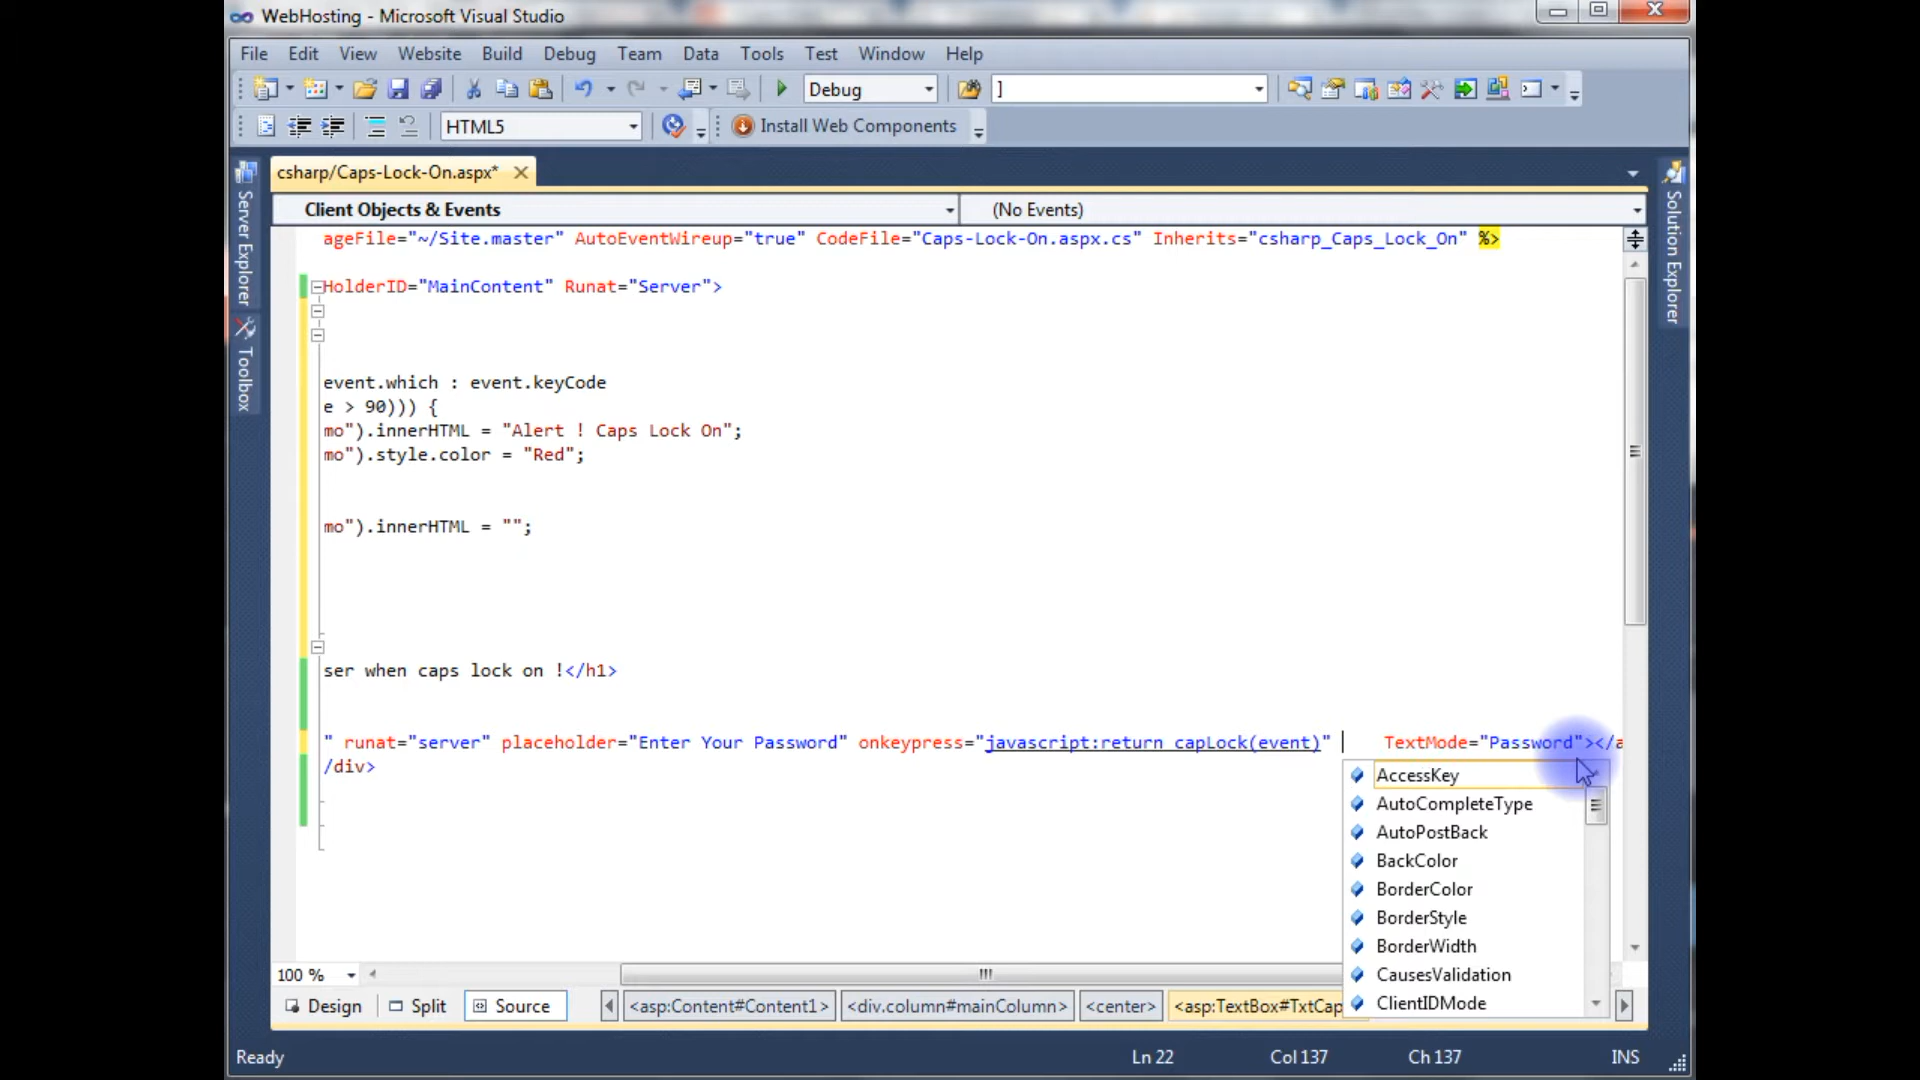 WebHosting - Microsoft Visual Studio
File Edit View Website Build Debug Team Data Tools Test Window Help
Debug ]
HTML5 Install Web Components
csharp/Caps-Lock-On.aspx*
Server Explorer
Toolbox
Solution Explorer
Client Objects & Events (No Events)
ageFile="~/Site.master" AutoEventWireup="true" CodeFile="Caps-Lock-On.aspx.cs" Inherits="csharp_Caps_Lock_On" %>
HolderID="MainContent" Runat="Server">
event.which : event.keyCode
e > 90))) {
mo").innerHTML = "Alert ! Caps Lock On";
mo").style.color = "Red";
mo").innerHTML = "";
ser when caps lock on !</h1>
" runat="server" placeholder="Enter Your Password" onkeypress="javascript:return capLock(event)" TextMode="Password"></a
/div>
AccessKey
AutoCompleteType
AutoPostBack
BackColor
BorderColor
BorderStyle
BorderWidth
CausesValidation
ClientIDMode
100 %
Design Split Source <asp:Content#Content1> <div.column#mainColumn> <center> <asp:TextBox#TxtCap
Ready Ln 22 Col 137 Ch 137 INS